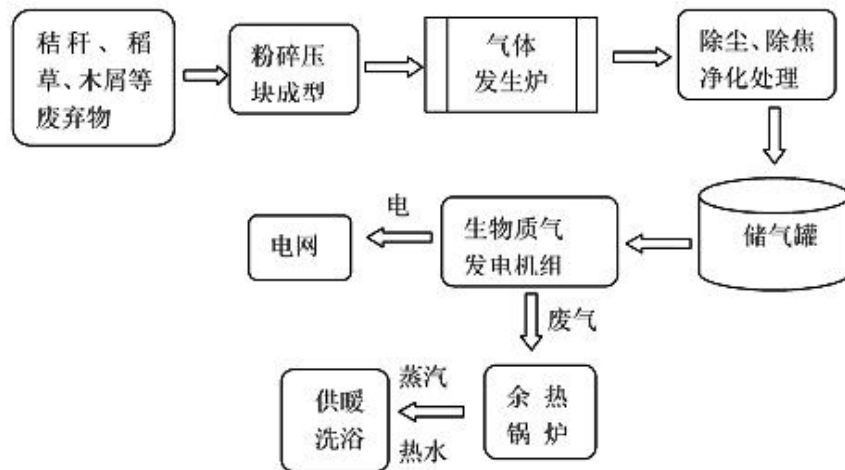 秸秆、稻
草、木屑等
废弃物
粉碎压
块成型
气体
发生炉
除尘、除焦
净化处理
储气罐
生物质气
发电机组
电
电网
废气
余热
锅炉
蒸汽
热水
供暖
洗浴